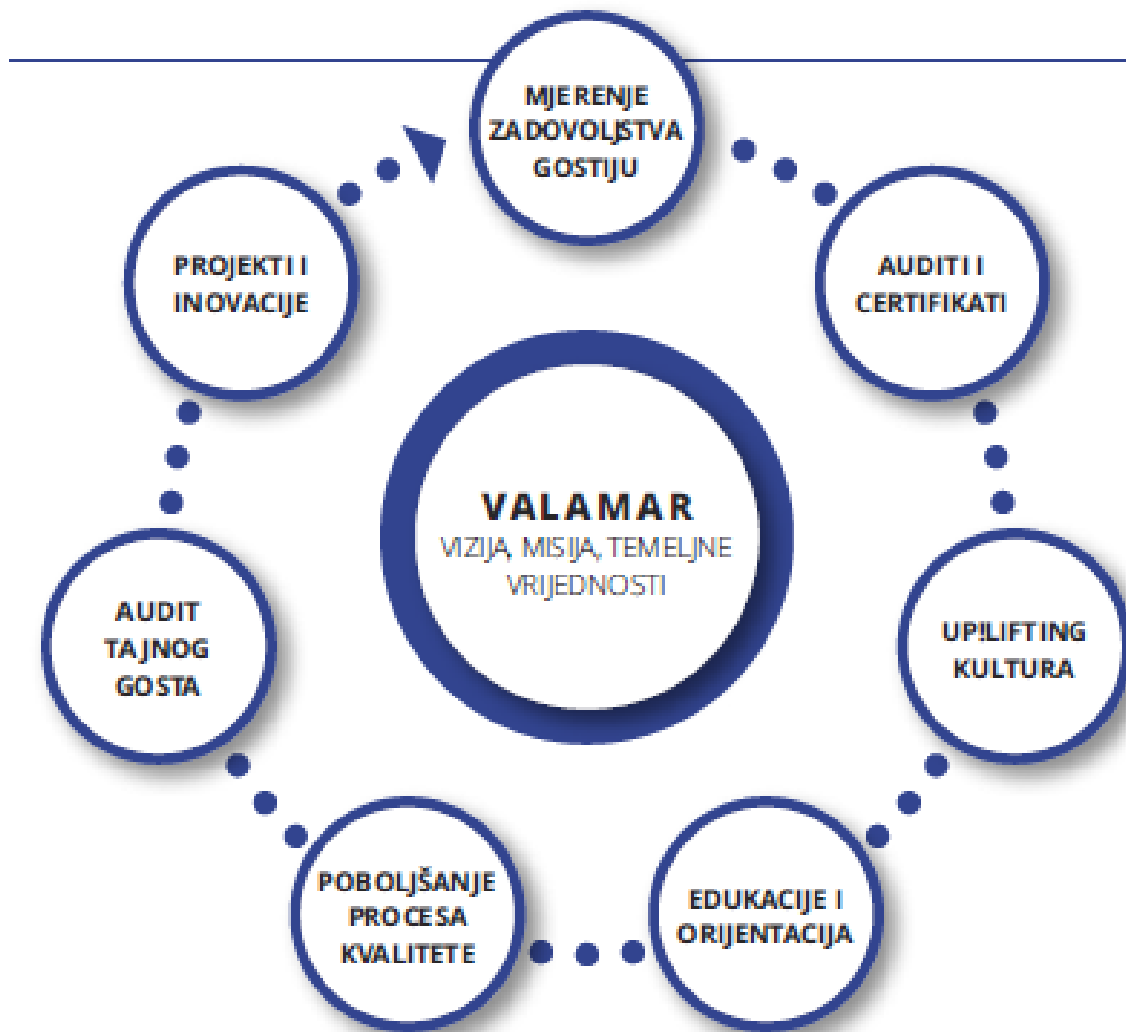 MJERENJE
ZADOVOLJSTVA
GOSTIJU
AUDITI I
CERTIFIKATI
UP!LIFTING
KULTURA
EDUKACIJE I
ORIJENTACIJA
POBOLJŠANJE
PROCESA
KVALITETE
AUDIT
TAJNOG
GOSTA
PROJEKTI I
INOVACIJE
VALAMAR
VIZIJA, MISIJA, TEMELJNE
VRIJEDNOSTI